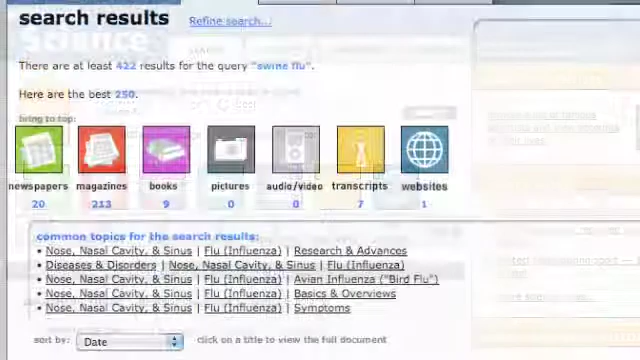 search results Refine search...
Science
There are at least 422 results for the query "swine flu".
Here are the best 250.
bring to top:
newspapers magazines books pictures audio/video transcripts websites
20 213 9 0 0 7 1
common topics for the search results:
• Nose, Nasal Cavity, & Sinus | Flu (Influenza) | Research & Advances
• Diseases & Disorders | Nose, Nasal Cavity, & Sinus | Flu (Influenza)
• Nose, Nasal Cavity, & Sinus | Flu (Influenza) | Avian Influenza ("Bird Flu")
• Nose, Nasal Cavity, & Sinus | Flu (Influenza) | Basics & Overviews
• Nose, Nasal Cavity, & Sinus | Flu (Influenza) | Symptoms
sort by: Date click on a title to view the full document